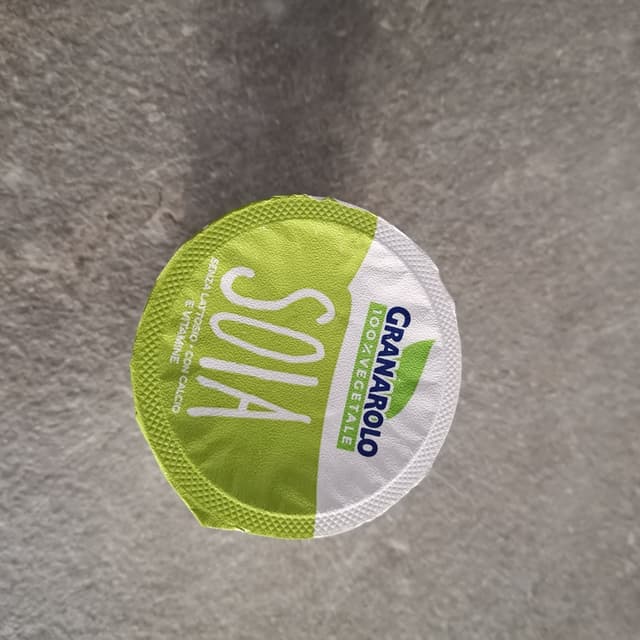 GRANAROLO
100% VEGETALE
SOIA
SENZA LATTOSIO CON CALCIO
E VITAMINE